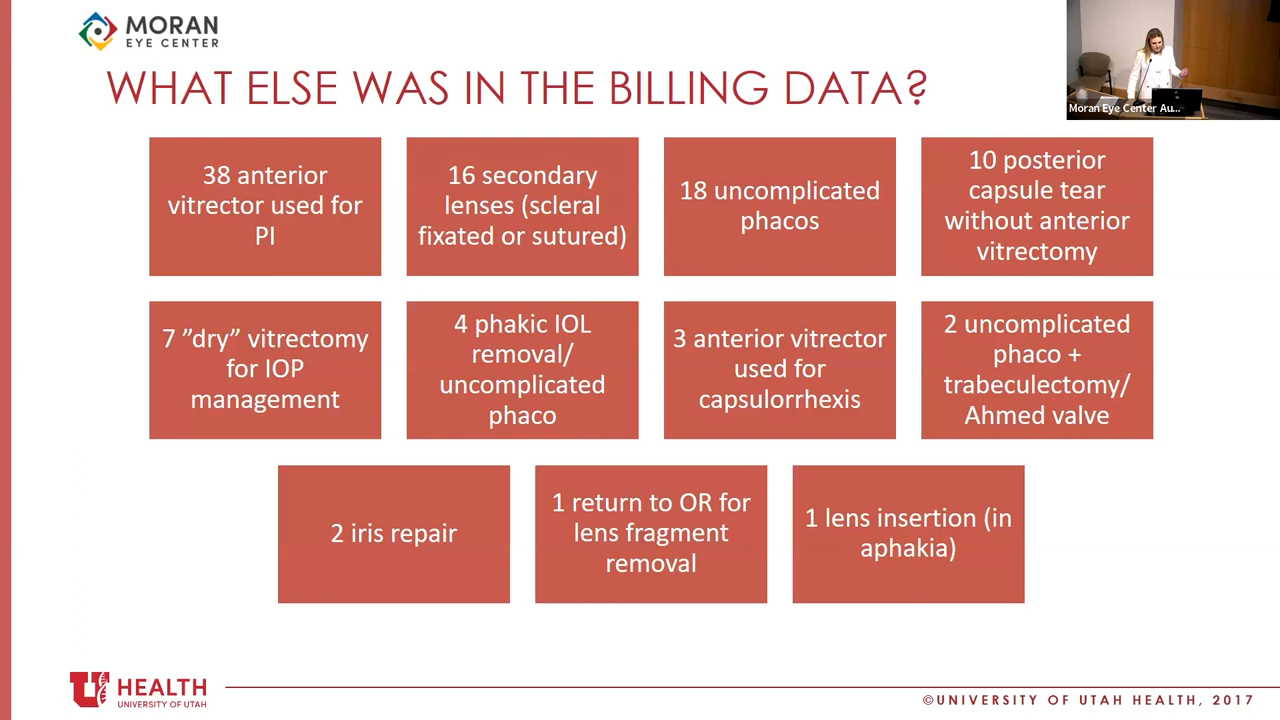 MORAN
EYE CENTER
WHAT ELSE WAS IN THE BILLING DATA?
Moran Eye Center Au...
38 anterior
vitrector used for
PI
16 secondary
lenses (scleral
fixated or sutured)
18 uncomplicated
phacos
10 posterior
capsule tear
without anterior
vitrectomy
7 ”dry” vitrectomy
for IOP
management
4 phakic IOL
removal/
uncomplicated
phaco
3 anterior vitrector
used for
capsulorrhexis
2 uncomplicated
phaco +
trabeculectomy/
Ahmed valve
2 iris repair
1 return to OR for
lens fragment
removal
1 lens insertion (in
aphakia)
U HEALTH
UNIVERSITY OF UTAH
©UNIVERSITY OF UTAH HEALTH, 2017